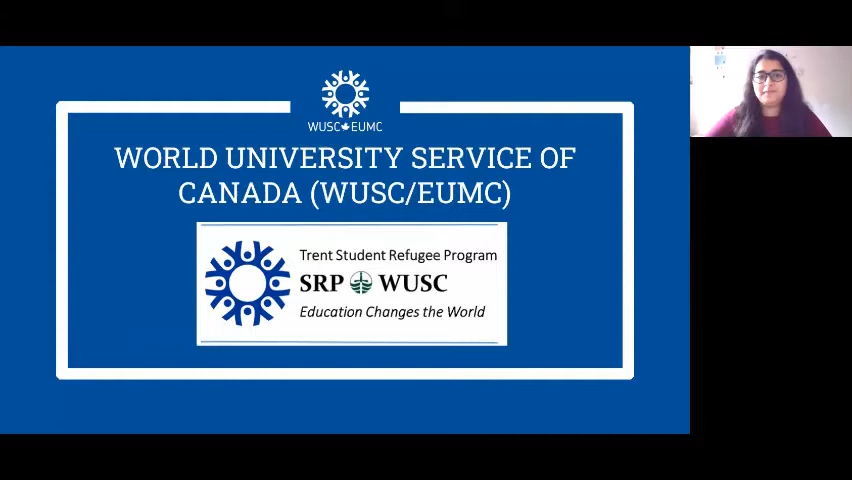 WUSC EUMC
WORLD UNIVERSITY SERVICE OF
CANADA (WUSC/EUMC)
Trent Student Refugee Program
SRP WUSC
Education Changes the World